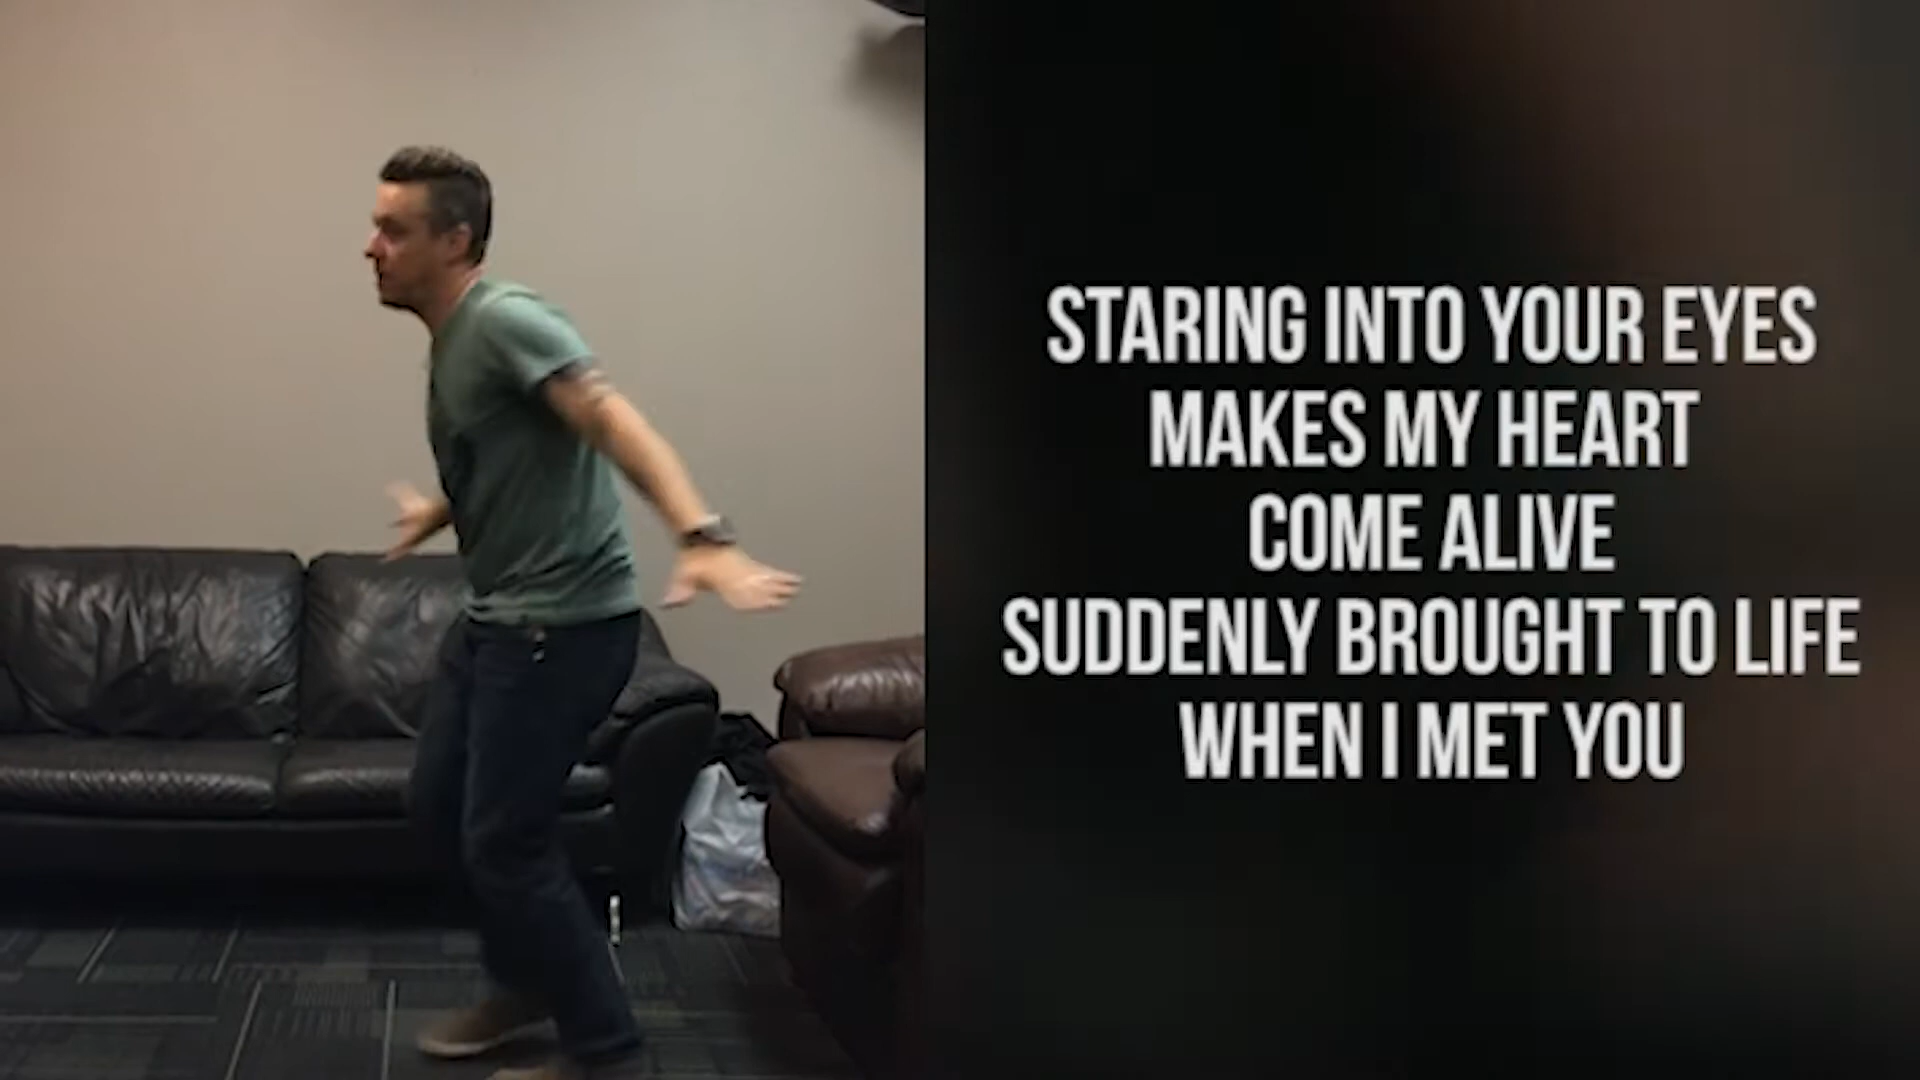 STARING INTO YOUR EYES
MAKES MY HEART
COME ALIVE
SUDDENLY BROUGHT TO LIFE
WHEN I MET YOU